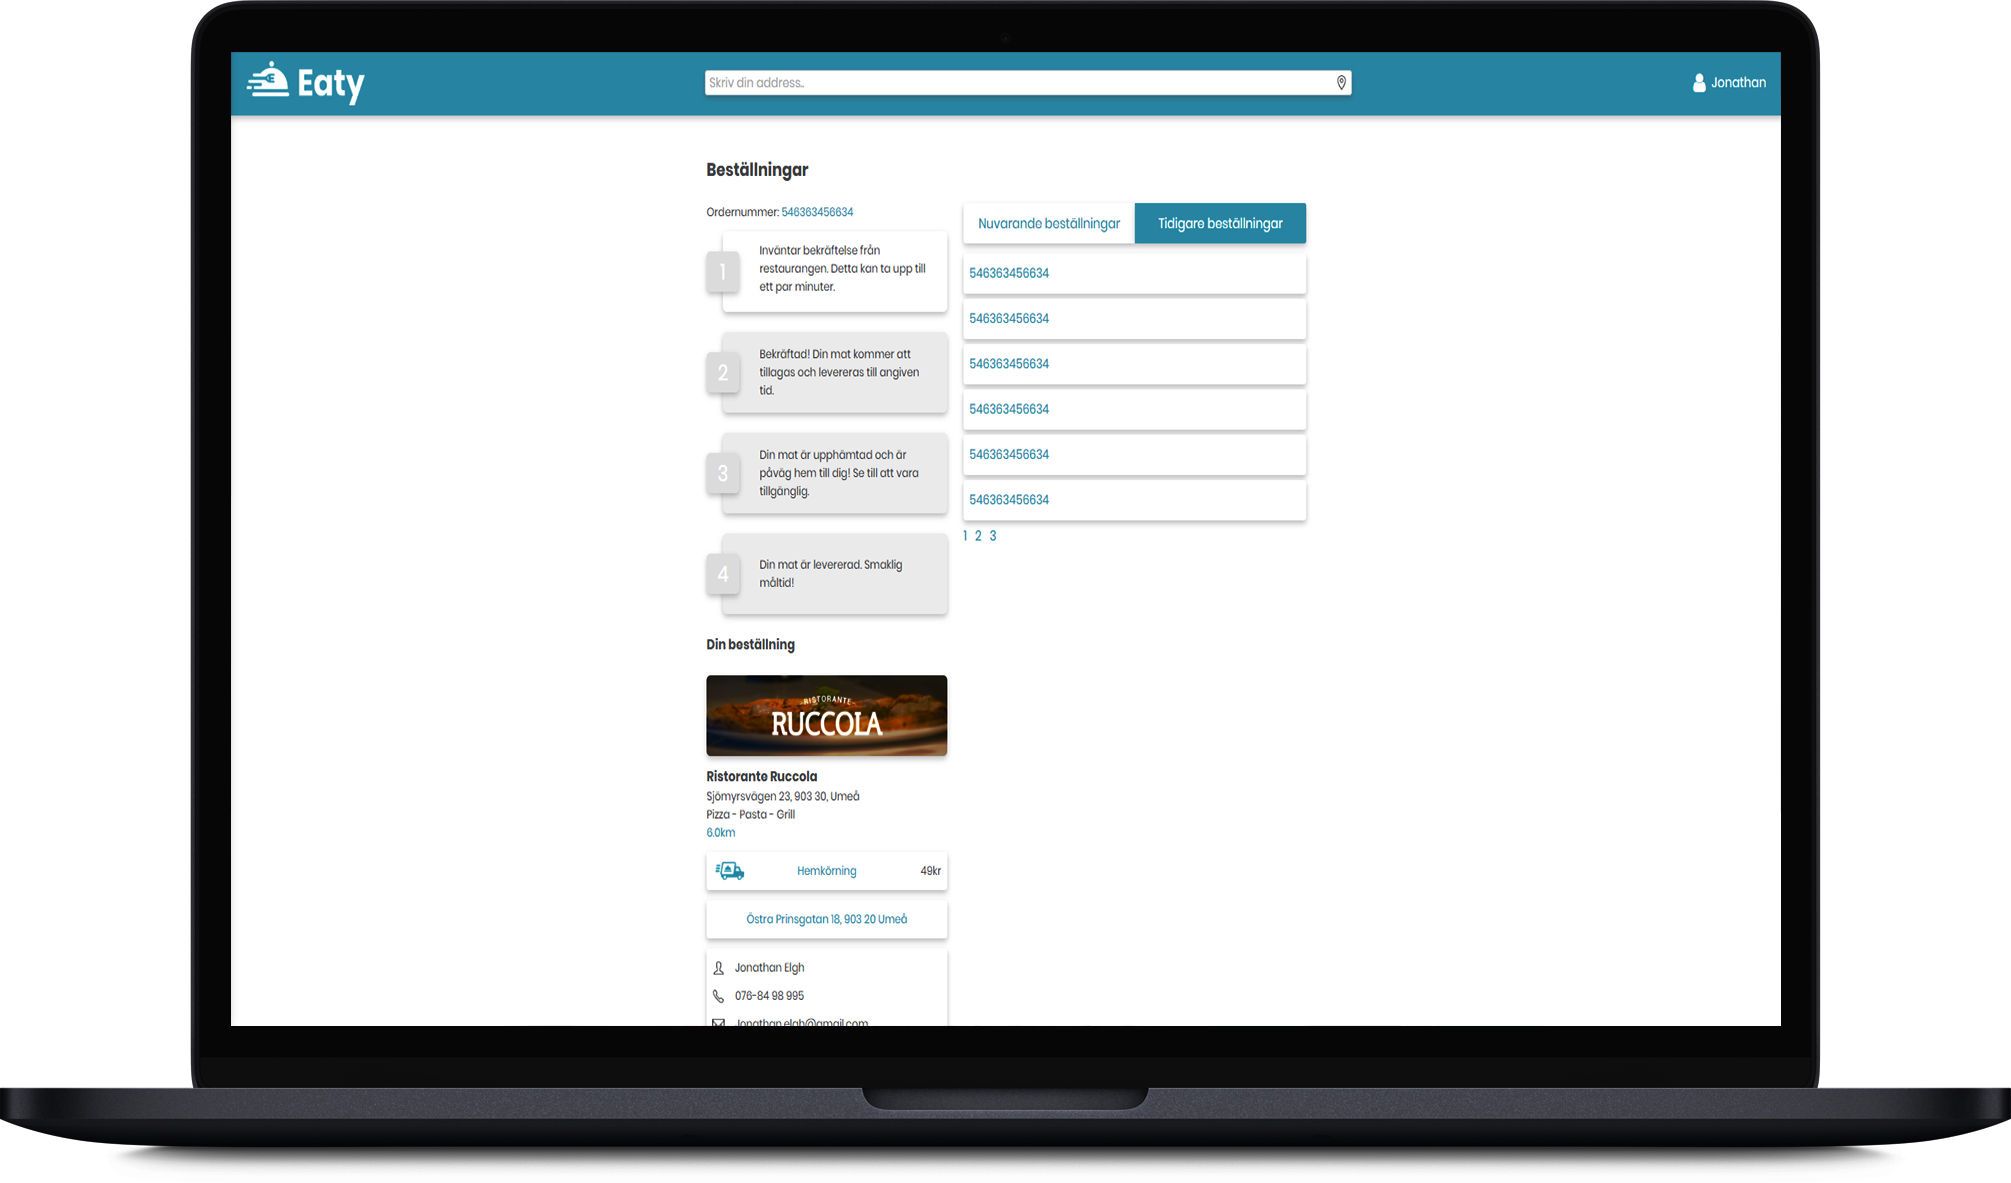 Eaty
Skriv din address..
Jonathan
Beställningar
Ordernummer: 546363456634
1
Inväntar bekräftelse från
restaurangen. Detta kan ta upp till
ett par minuter.
2
Bekräftad! Din mat kommer att
tillagas och levereras till angiven
tid.
3
Din mat är upphämtad och är
påväg hem till dig! Se till att vara
tillgänglig.
4
Din mat är levererad. Smaklig
måltid!
Nuvarande beställningar
Tidigare beställningar
546363456634
546363456634
546363456634
546363456634
546363456634
546363456634
1 2 3
Din beställning
RISTORANTE
RUCCOLA
Ristorante Ruccola
Sjömyrsvägen 23, 903 30, Umeå
Pizza - Pasta - Grill
6.0km
Hemkörning 49kr
Östra Prinsgatan 18, 903 20 Umeå
Jonathan Elgh
076-84 98 995
Jonathan.elgh@gmail.com